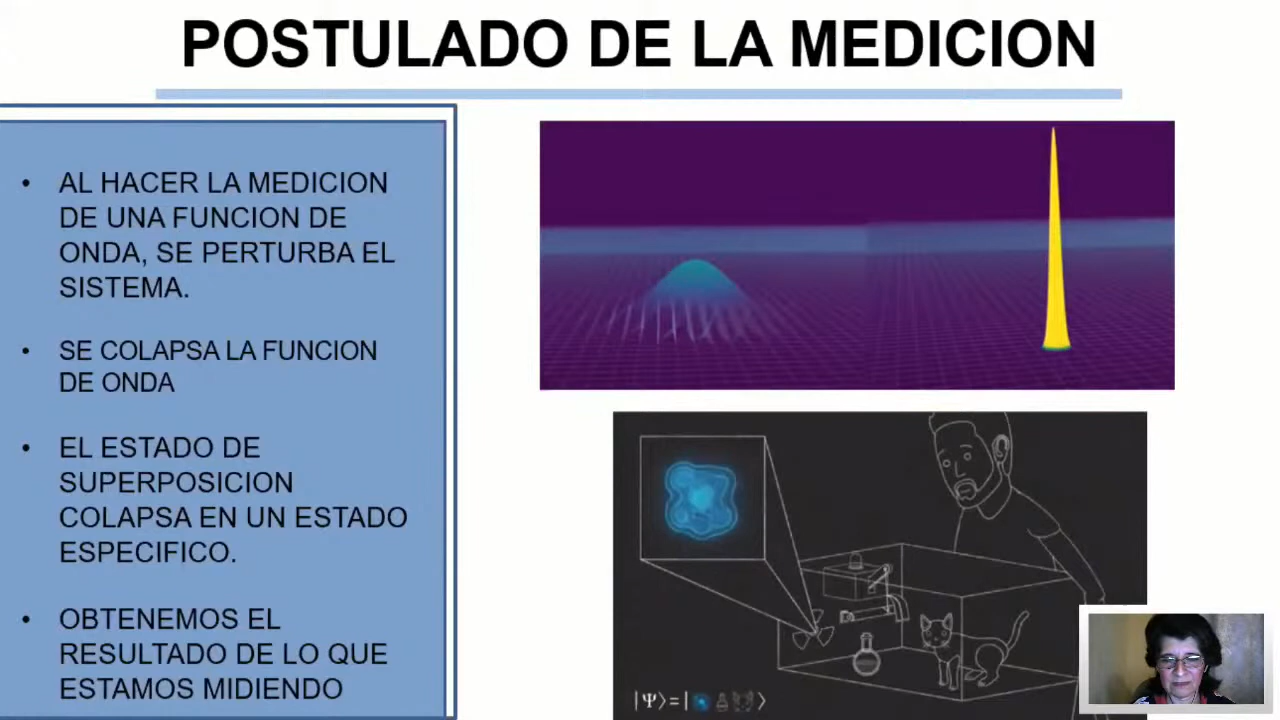 POSTULADO DE LA MEDICION
• AL HACER LA MEDICION
DE UNA FUNCION DE
ONDA, SE PERTURBA EL
SISTEMA.
• SE COLAPSA LA FUNCION
DE ONDA
• EL ESTADO DE
SUPERPOSICION
COLAPSA EN UN ESTADO
ESPECIFICO.
• OBTENEMOS EL
RESULTADO DE LO QUE
ESTAMOS MIDIENDO
|Ψ⟩=| ⟩